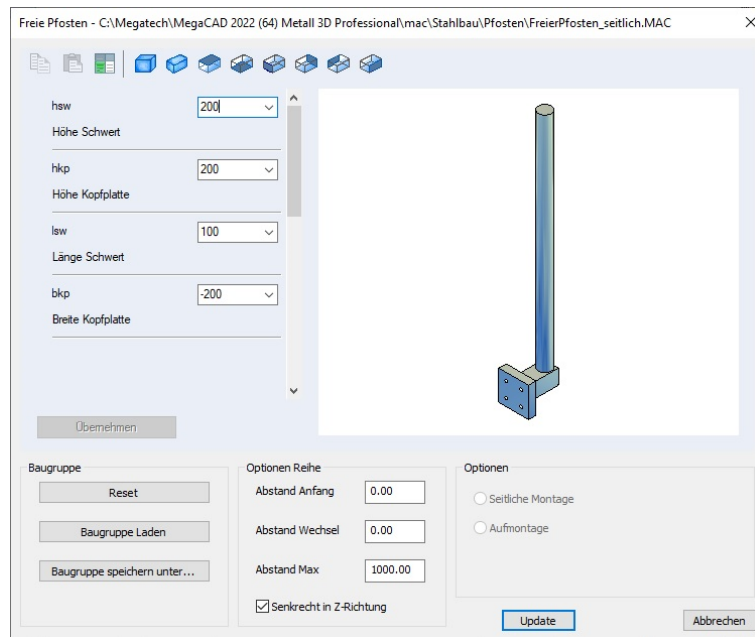 Freie Pfosten - C:\Megatech\MegaCAD 2022 (64) Metall 3D Professional\mac\Stahlbau\Pfosten\FreierPfosten_seitlich.MAC
hsw 200
Höhe Schwert
hkp 200
Höhe Kopfplatte
lsw 100
Länge Schwert
bkp -200
Breite Kopfplatte
Übernehmen
Baugruppe
Reset
Baugruppe Laden
Baugruppe speichern unter...
Optionen Reihe
Abstand Anfang 0.00
Abstand Wechsel 0.00
Abstand Max 1000.00
Senkrecht in Z-Richtung
Optionen
Seitliche Montage
Aufmontage
Update
Abbrechen